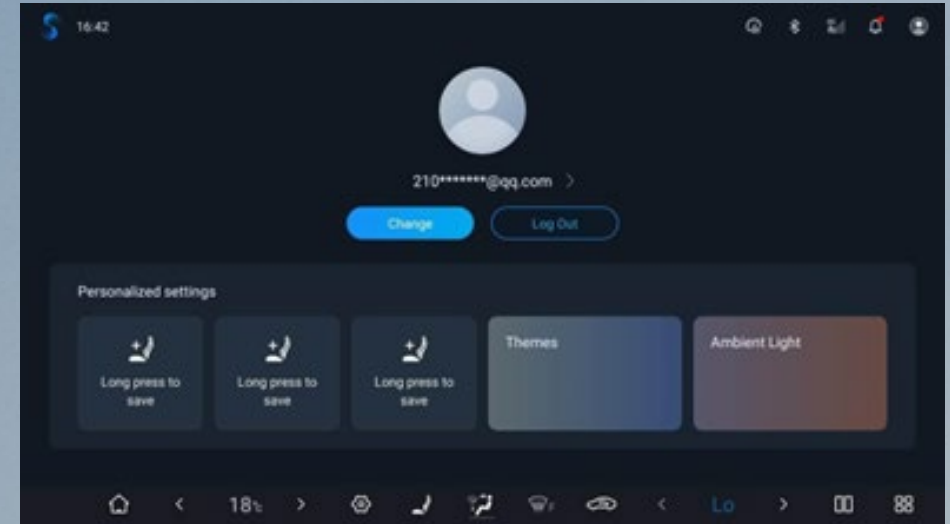 16:42
210*******@qq.com
Change
Log Out
Personalized settings
Long press to
save
Long press to
save
Long press to
save
Themes
Ambient Light
18℃
Lo